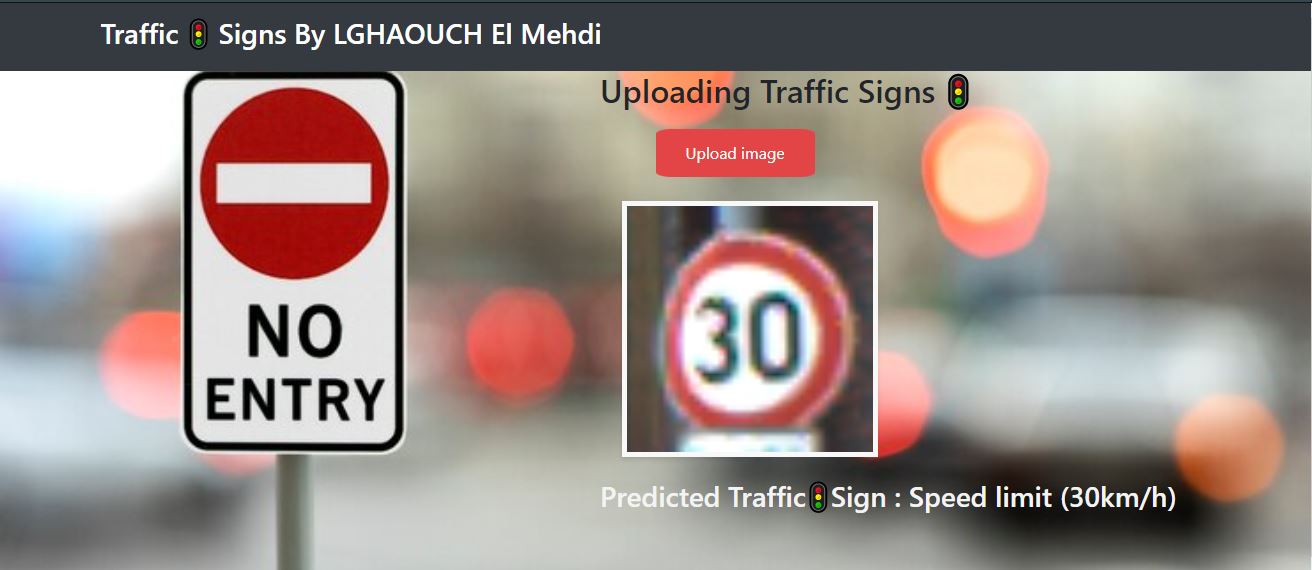 Traffic 🚦 Signs By LGHAOUCH El Mehdi
Uploading Traffic Signs 🚦
Upload image
NO
ENTRY
30
Predicted Traffic🚦Sign : Speed limit (30km/h)